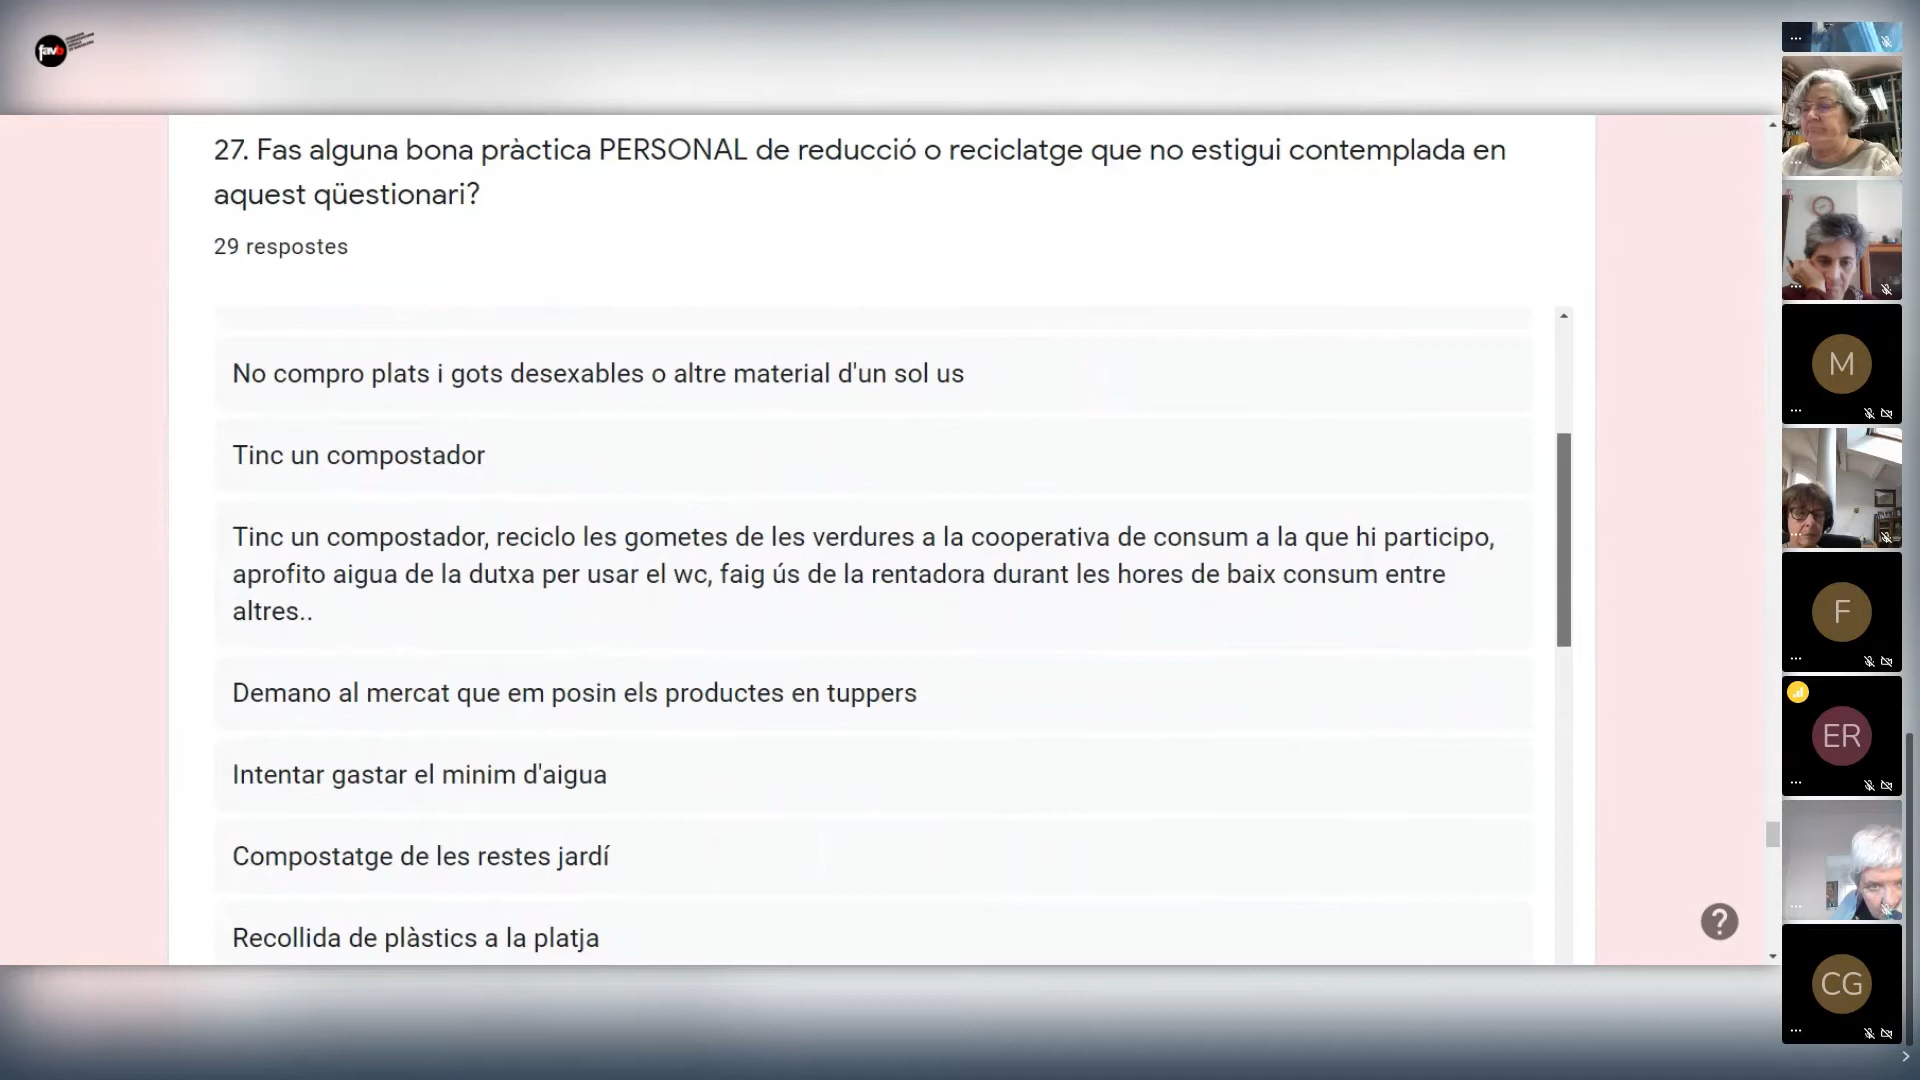 favb
27. Fas alguna bona pràctica PERSONAL de reducció o reciclatge que no estigui contemplada en
aquest qüestionari?
29 respostes
No compro plats i gots desexables o altre material d'un sol us
Tinc un compostador
Tinc un compostador, reciclo les gometes de les verdures a la cooperativa de consum a la que hi participo,
aprofito aigua de la dutxa per usar el wc, faig ús de la rentadora durant les hores de baix consum entre
altres..
Demano al mercat que em posin els productes en tuppers
Intentar gastar el minim d'aigua
Compostatge de les restes jardí
Recollida de plàstics a la platja
M
F
ER
CG